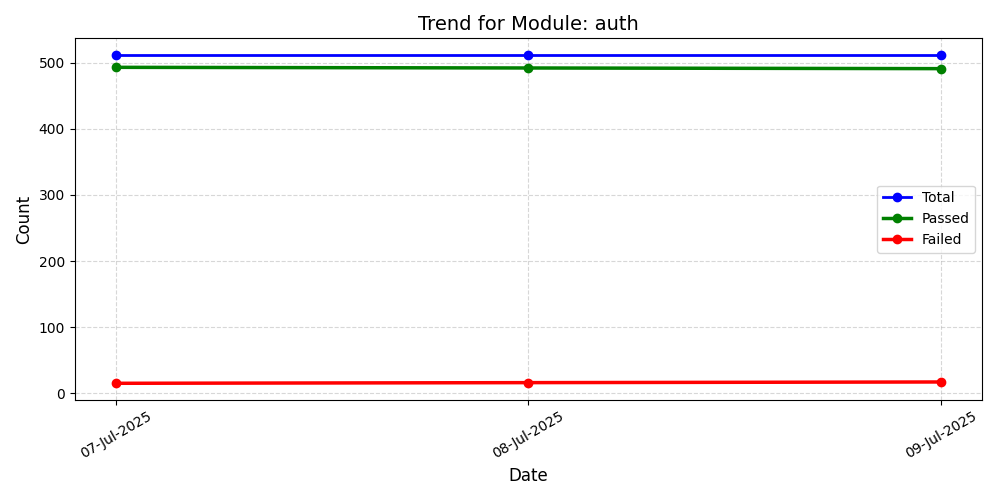 Trend for Module: auth
Count
500
400
300
200
100
0
Total
Passed
Failed
07-Jul-2025
08-Jul-2025
09-Jul-2025
Date